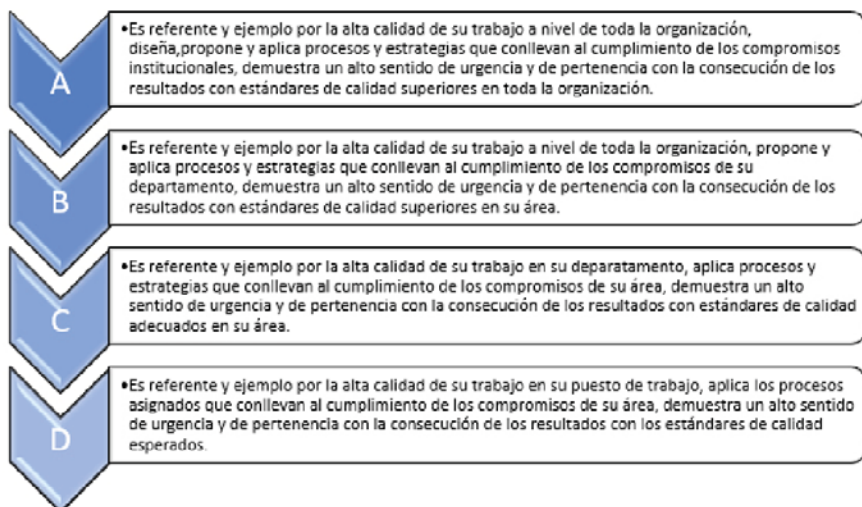 A
•Es referente y ejemplo por la alta calidad de su trabajo a nivel de toda la organización,
diseña,propone y aplica procesos y estrategias que conllevan al cumplimiento de los compromisos
institucionales, demuestra un alto sentido de urgencia y de pertenencia con la consecución de los
resultados con estándares de calidad superiores en toda la organización.
B
•Es referente y ejemplo por la alta calidad de su trabajo a nivel de toda la organización, propone y
aplica procesos y estrategias que conllevan al cumplimiento de los compromisos de su
departamento, demuestra un alto sentido de urgencia y de pertenencia con la consecución de los
resultados con estándares de calidad superiores en su área.
C
•Es referente y ejemplo por la alta calidad de su trabajo en su deparatamento, aplica procesos y
estrategias que conllevan al cumplimiento de los compromisos de su área, demuestra un alto
sentido de urgencia y de pertenencia con la consecución de los resultados con estándares de calidad
adecuados en su área.
D
•Es referente y ejemplo por la alta calidad de su trabajo en su puesto de trabajo, aplica los procesos
asignados que conllevan al cumplimiento de los compromisos de su área, demuestra un alto sentido
de urgencia y de pertenencia con la consecución de los resultados con los estándares de calidad
esperados.